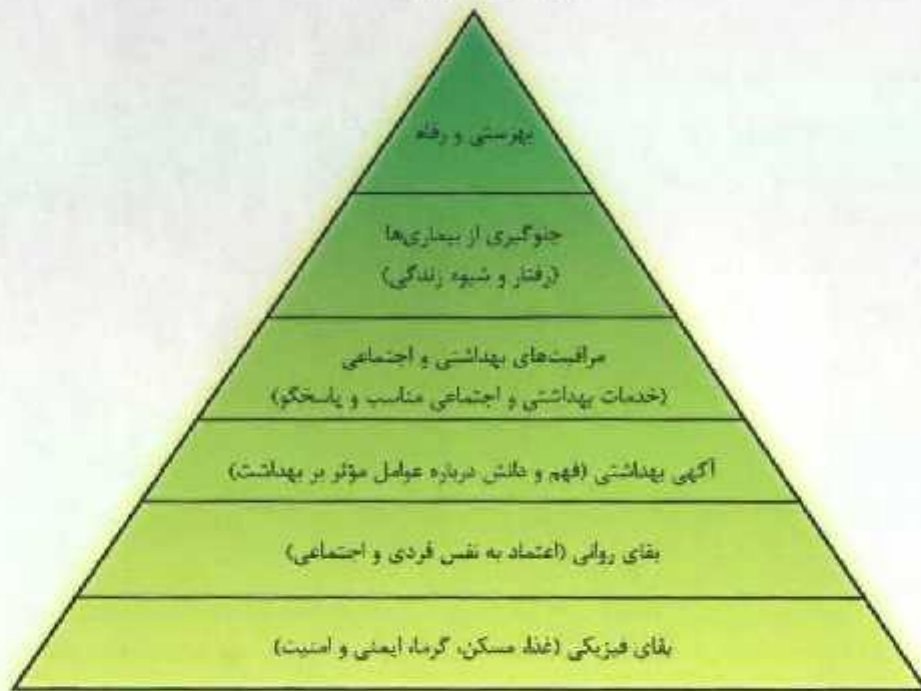 بهزستی و رفاه
جلوگیری از بیماری‌ها
(رفتار و شیوه زندگی)
مراقبت‌های بهداشتی و اجتماعی
(خدمات بهداشتی و اجتماعی مناسب و پاسخگو)
آگهی بهداشتی (فهم و دانش درباره عوامل مؤثر بر بهداشت)
بقای روانی (اعتماد به نفس فردی و اجتماعی)
بقای فیزیکی (غذا، مسکن، گرما، ایمنی و امنیت)